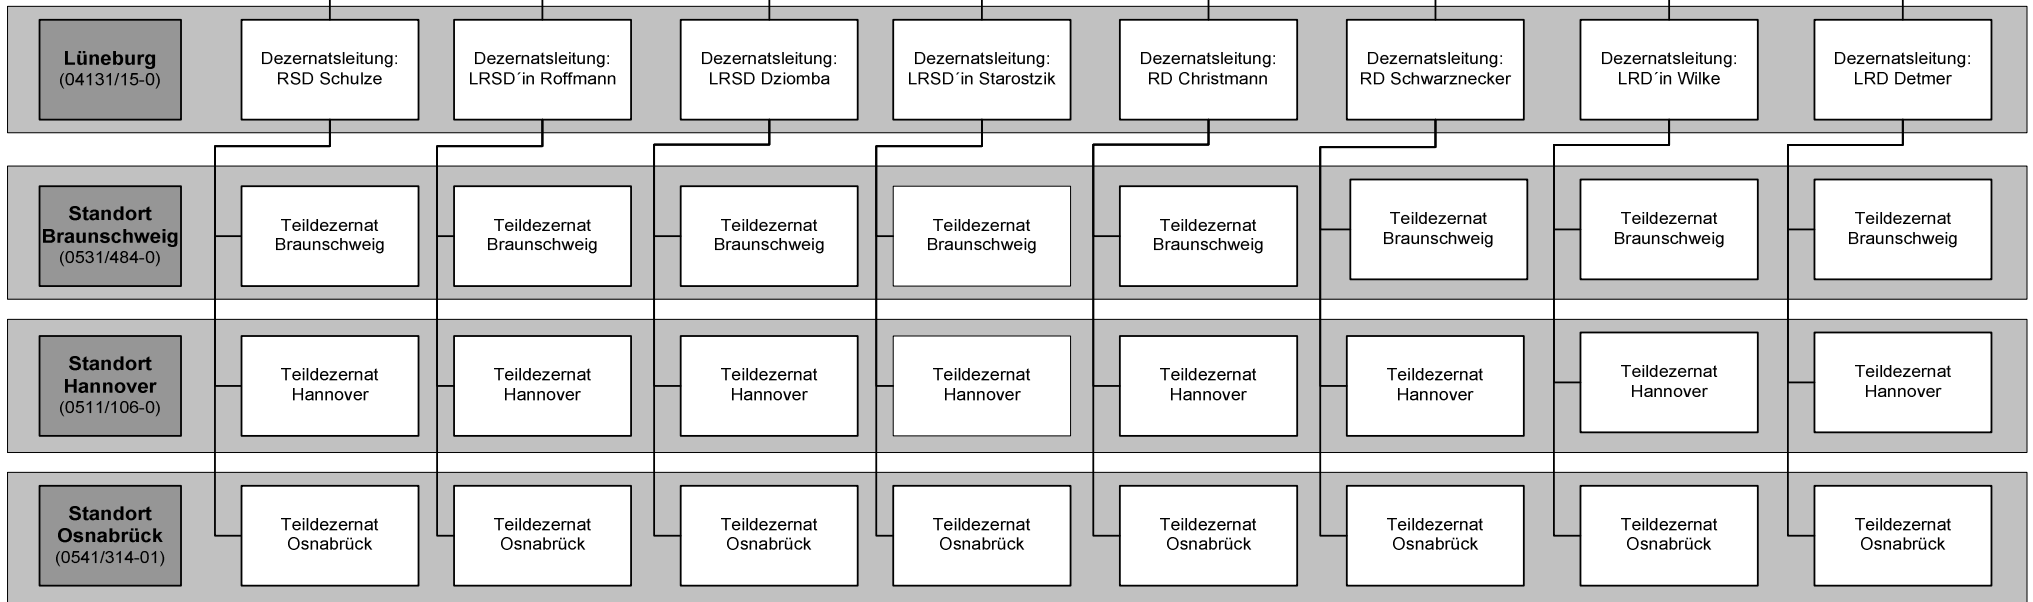 Lüneburg
(04131/15-0)
Dezernatsleitung:
RSD Schulze
Dezernatsleitung:
LRSD´in Roffmann
Dezernatsleitung:
LRSD Dziomba
Dezernatsleitung:
LRSD´in Starostzik
Dezernatsleitung:
RD Christmann
Dezernatsleitung:
RD Schwarznecker
Dezernatsleitung:
LRD´in Wilke
Dezernatsleitung:
LRD Detmer
Standort
Braunschweig
(0531/484-0)
Teildezernat
Braunschweig
Teildezernat
Braunschweig
Teildezernat
Braunschweig
Teildezernat
Braunschweig
Teildezernat
Braunschweig
Teildezernat
Braunschweig
Teildezernat
Braunschweig
Teildezernat
Braunschweig
Standort
Hannover
(0511/106-0)
Teildezernat
Hannover
Teildezernat
Hannover
Teildezernat
Hannover
Teildezernat
Hannover
Teildezernat
Hannover
Teildezernat
Hannover
Teildezernat
Hannover
Teildezernat
Hannover
Standort
Osnabrück
(0541/314-01)
Teildezernat
Osnabrück
Teildezernat
Osnabrück
Teildezernat
Osnabrück
Teildezernat
Osnabrück
Teildezernat
Osnabrück
Teildezernat
Osnabrück
Teildezernat
Osnabrück
Teildezernat
Osnabrück